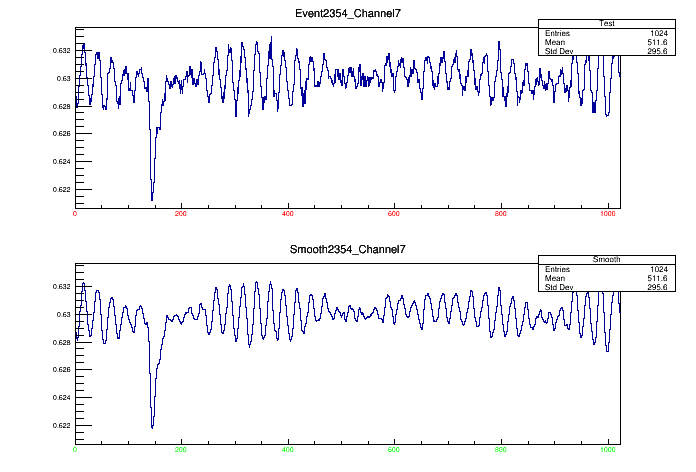 Event2354_Channel7
Test
Entries 1024
Mean 511.6
Std Dev 295.6
0.632
0.63
0.628
0.626
0.624
0.622
0 200 400 600 800 1000
Smooth2354_Channel7
Smooth
Entries 1024
Mean 511.6
Std Dev 295.6
0.632
0.63
0.628
0.626
0.624
0.622
0 200 400 600 800 1000